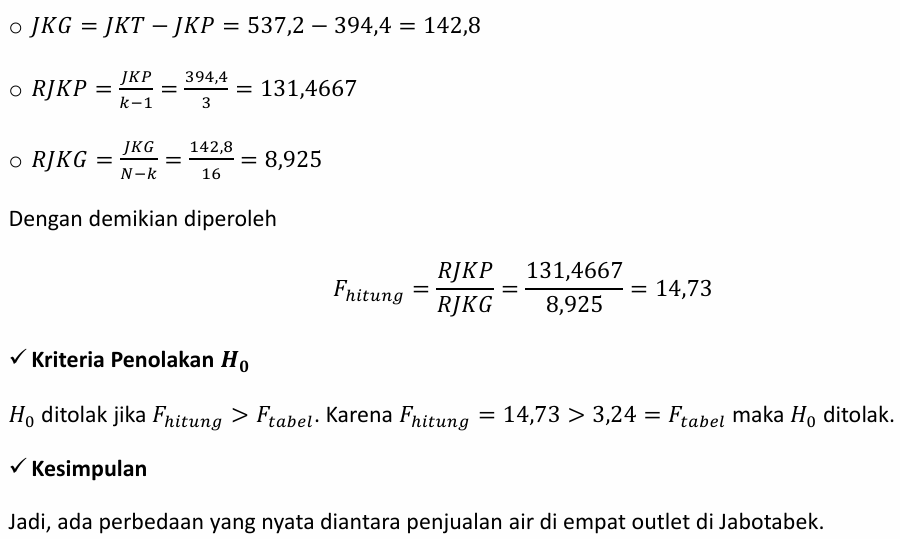 ○ JKG = JKT − JKP = 537,2 − 394,4 = 142,8
○ RJKP = JKP/(k−1) = 394,4/3 = 131,4667
○ RJKG = JKG/(N−k) = 142,8/16 = 8,925
Dengan demikian diperoleh
F_hitung = RJKP/RJKG = 131,4667/8,925 = 14,73
✓ Kriteria Penolakan H₀
H₀ ditolak jika F_hitung > F_tabel. Karena F_hitung = 14,73 > 3,24 = F_tabel maka H₀ ditolak.
✓ Kesimpulan
Jadi, ada perbedaan yang nyata diantara penjualan air di empat outlet di Jabotabek.